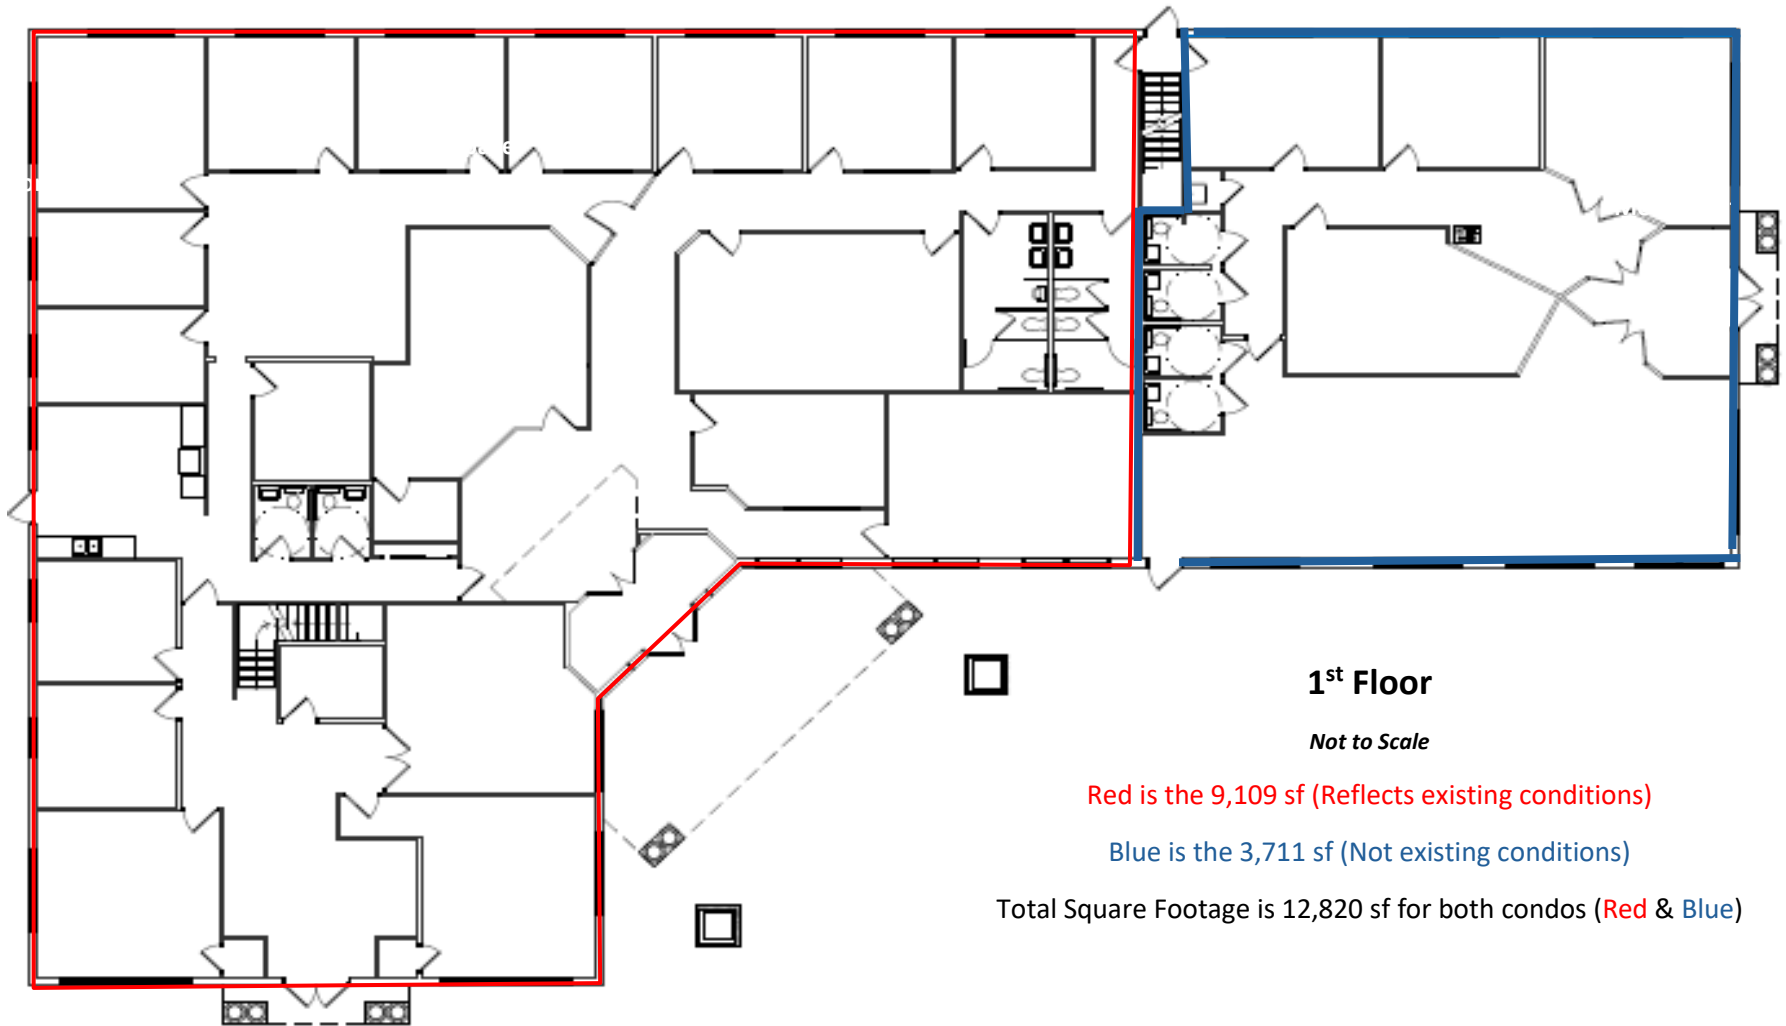 1st Floor
Not to Scale
Red is the 9,109 sf (Reflects existing conditions)
Blue is the 3,711 sf (Not existing conditions)
Total Square Footage is 12,820 sf for both condos (Red & Blue)